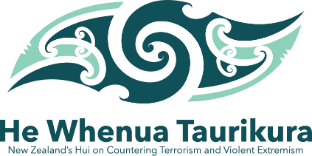 He Whenua Taurikura
New Zealand's Hui on Countering Terrorism and Violent Extremism